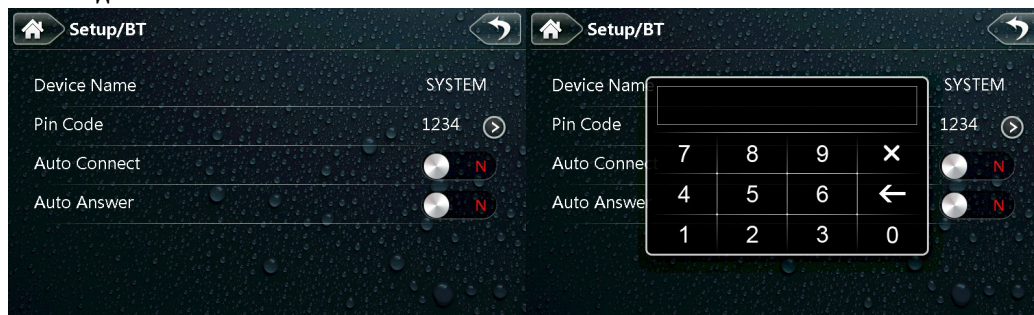 Setup/BT
Device Name SYSTEM
Pin Code 1234
Auto Connect N
Auto Answer N
Setup/BT
Device Nam SYSTEM
Pin Code 1234
Auto Connec N
Auto Answe N
7 8 9 ×
4 5 6 ←
1 2 3 0